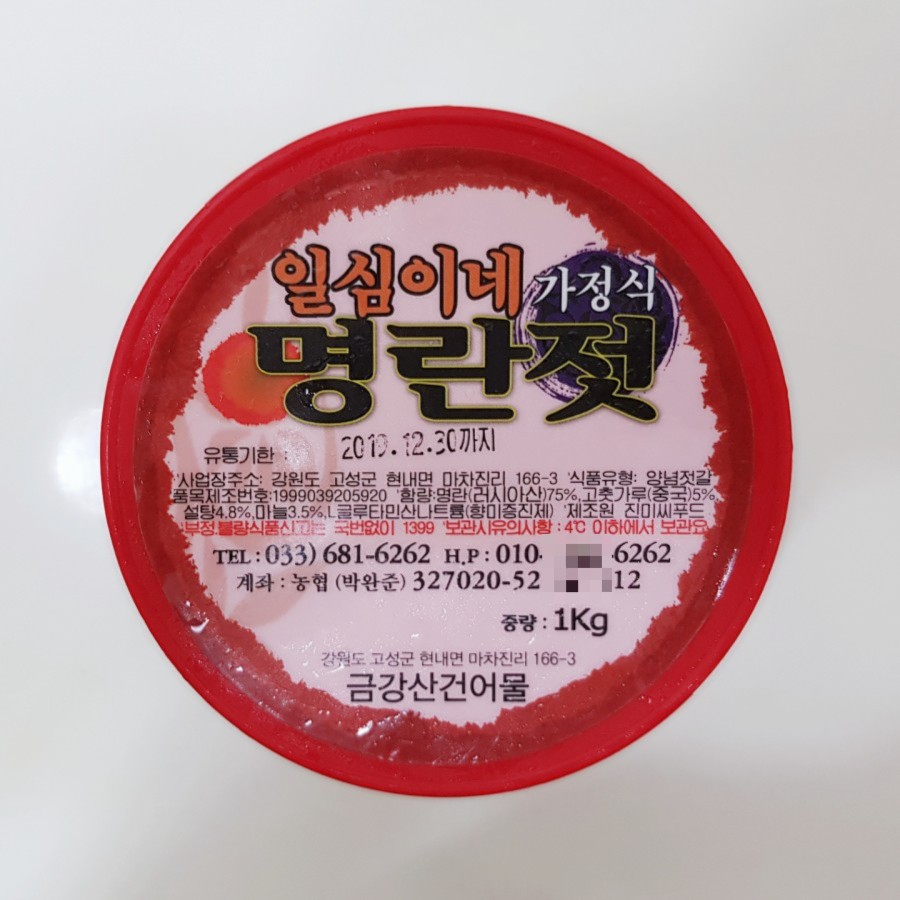 일심이네 가정식
명란젓
유통기한 : 2019.12.30까지
'사업장주소: 강원도 고성군 현내면 마차진리 166-3 '식품유형: 양념젓갈
품목제조번호:1999039205920 '함량:명란(러시아산)75%,고춧가루(중국)5%,
설탕4.8%,마늘3.5%,L글루타민산나트륨(향미증진제) '제조원 진미씨푸드
'부정.불량식품신고는 국번없이 1399 '보관시유의사항 : 4℃ 이하에서 보관요.
TEL : 033) 681-6262 H.P : 010- 6262
계좌 : 농협 (박완준) 327020-52 12
중량 : 1Kg
강원도 고성군 현내면 마차진리 166-3
금강산건어물